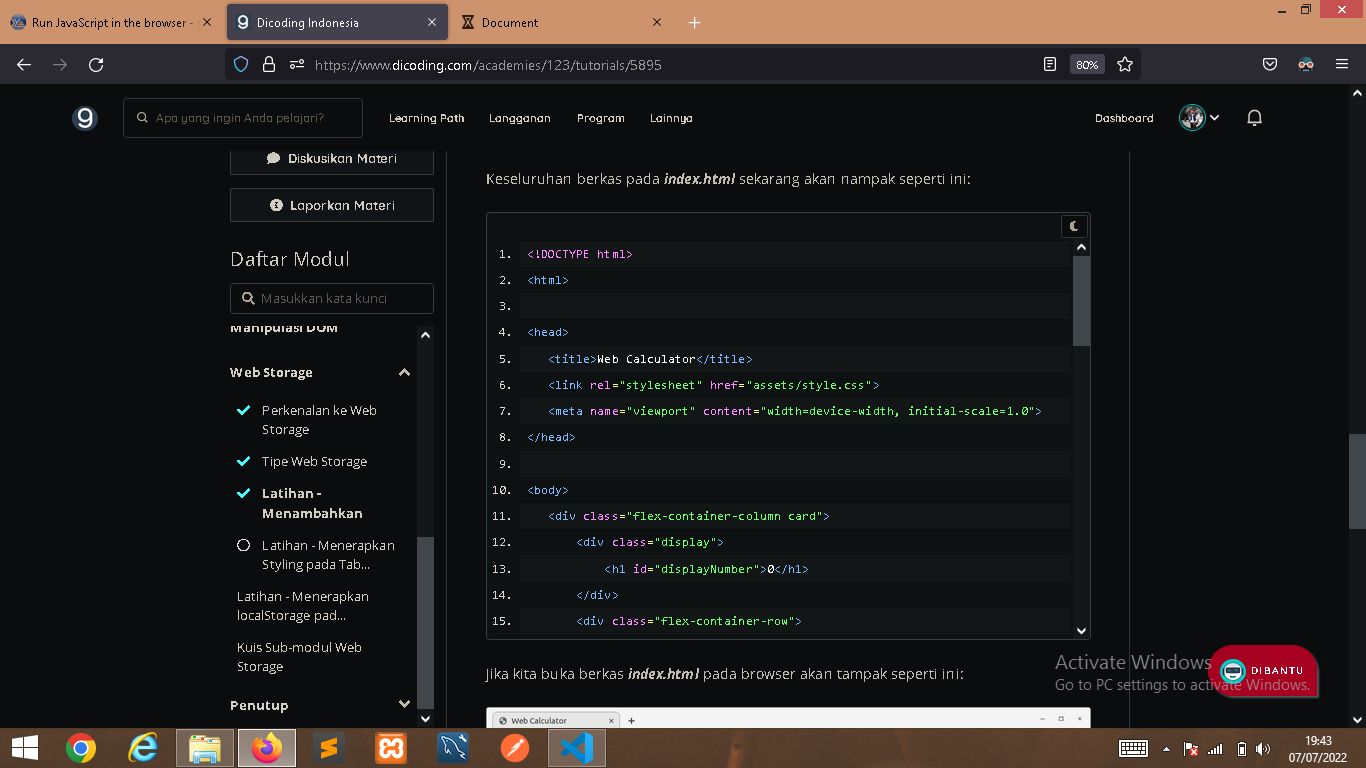 Run JavaScript in the browser -
Dicoding Indonesia
Document
https://www.dicoding.com/academies/123/tutorials/5895
80%
Apa yang ingin Anda pelajari?
Learning Path
Langganan
Program
Lainnya
Dashboard
Diskusikan Materi
Laporkan Materi
Daftar Modul
Masukkan kata kunci
Manipulasi DOM
Web Storage
Perkenalan ke Web
Storage
Tipe Web Storage
Latihan -
Menambahkan
Latihan - Menerapkan
Styling pada Tab...
Latihan - Menerapkan
localStorage pad...
Kuis Sub-modul Web
Storage
Penutup
Keseluruhan berkas pada index.html sekarang akan nampak seperti ini:
1. <!DOCTYPE html>
2. <html>
3.
4. <head>
5. <title>Web Calculator</title>
6. <link rel="stylesheet" href="assets/style.css">
7. <meta name="viewport" content="width=device-width, initial-scale=1.0">
8. </head>
9.
10. <body>
11. <div class="flex-container-column card">
12. <div class="display">
13. <h1 id="displayNumber">0</h1>
14. </div>
15. <div class="flex-container-row">
Jika kita buka berkas index.html pada browser akan tampak seperti ini:
Web Calculator
Activate Windows
Go to PC settings to activate Windows.
DIBANTU
19:43
07/07/2022